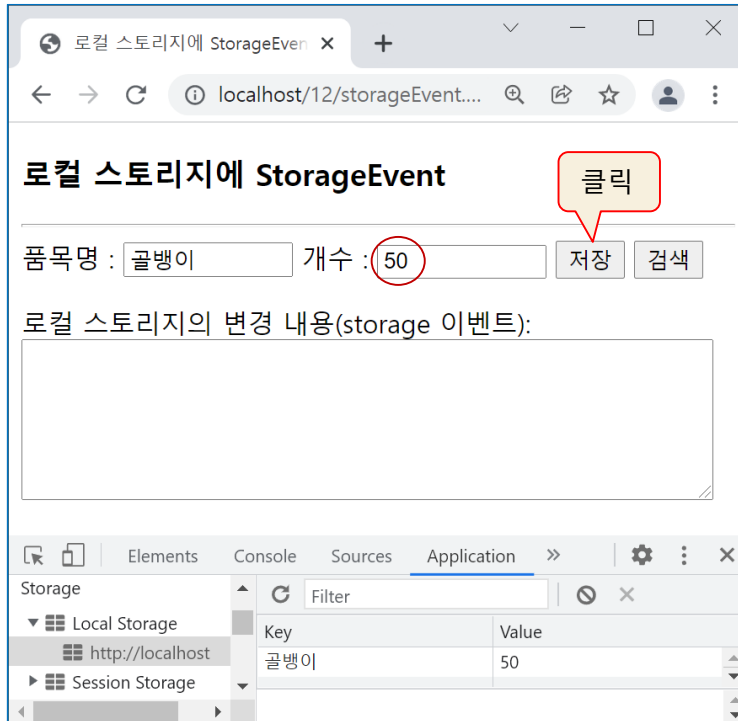 로컬 스토리지에 StorageEven
localhost/12/storageEvent....
로컬 스토리지에 StorageEvent
클릭
품목명 : 골뱅이 개수 : 50 저장 검색
로컬 스토리지의 변경 내용(storage 이벤트):
Elements Console Sources Application
Storage
Filter
Local Storage
Key Value
http://localhost
골뱅이 50
Session Storage